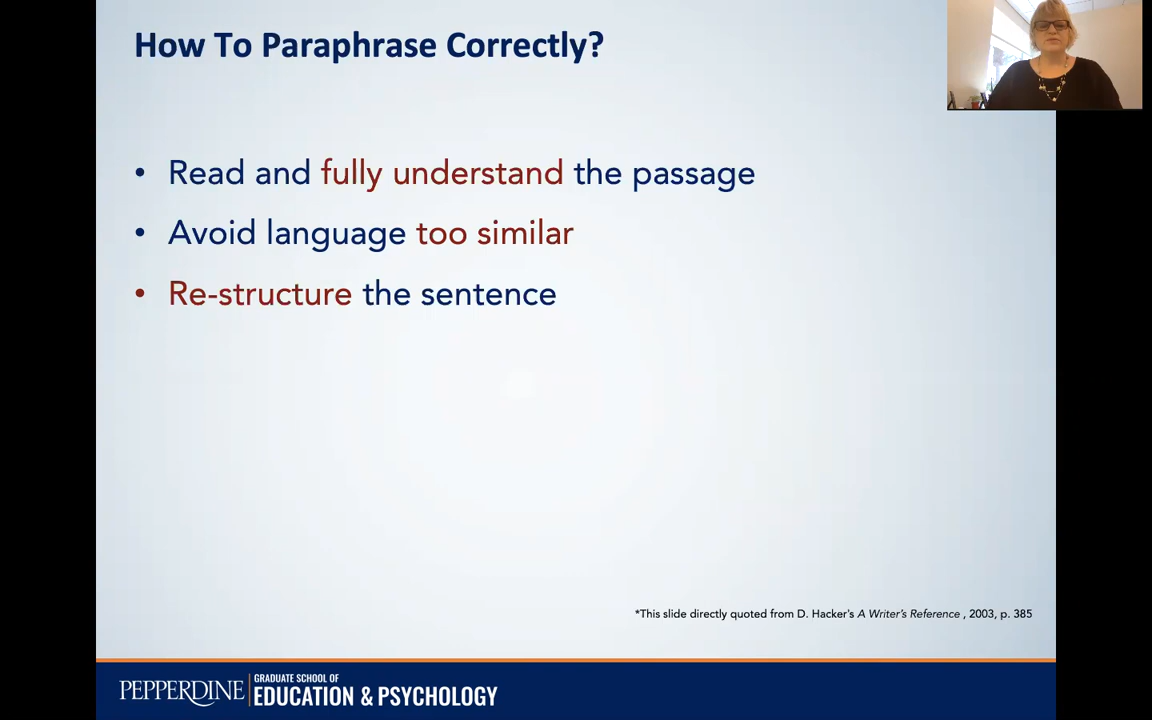 How To Paraphrase Correctly?
• Read and fully understand the passage
• Avoid language too similar
• Re-structure the sentence
*This slide directly quoted from D. Hacker's A Writer's Reference , 2003, p. 385
PEPPERDINE
GRADUATE SCHOOL OF
EDUCATION & PSYCHOLOGY